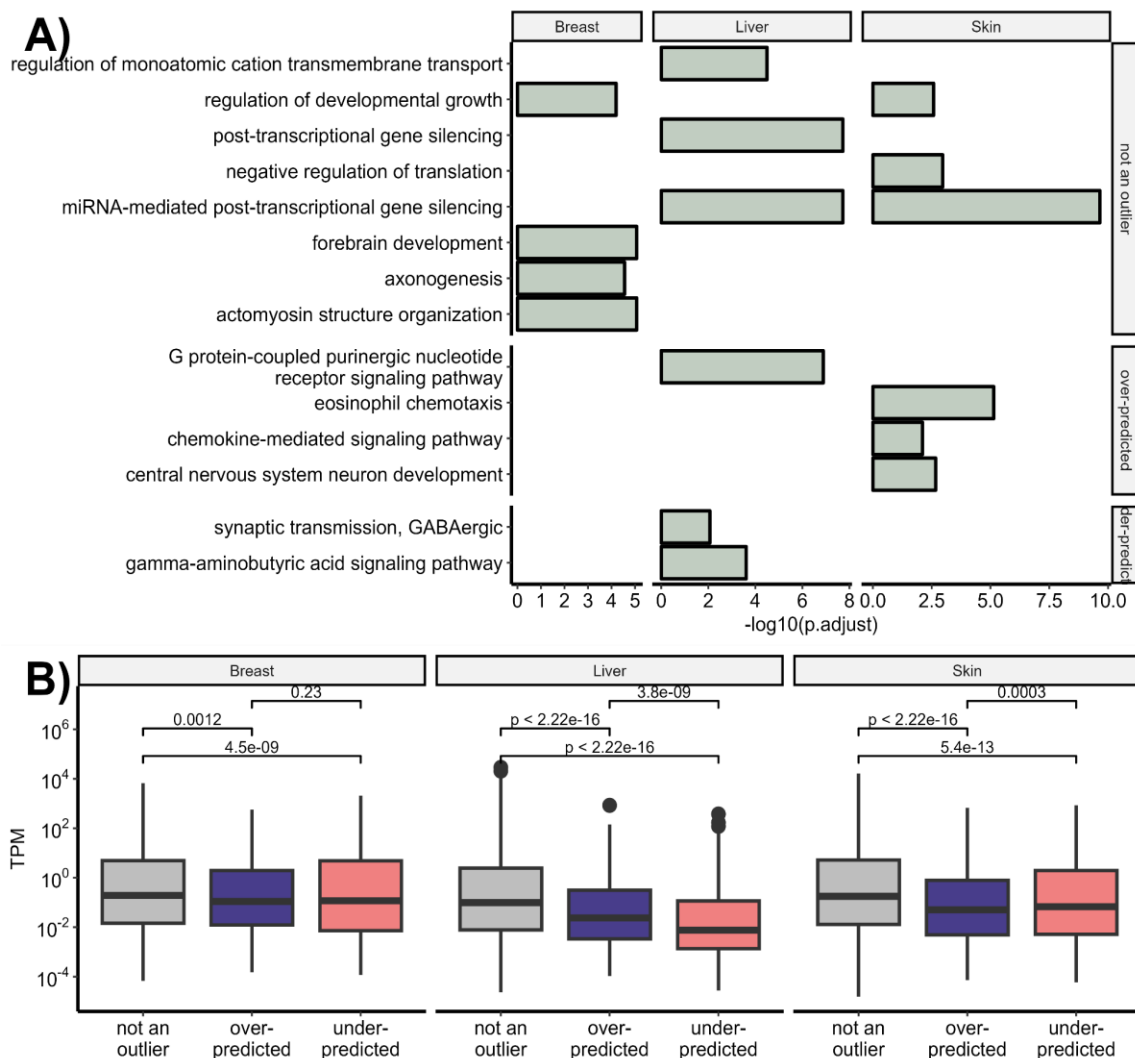 A)
Breast Liver Skin
regulation of monoatomic cation transmembrane transport
regulation of developmental growth
post-transcriptional gene silencing
negative regulation of translation
miRNA-mediated post-transcriptional gene silencing
forebrain development
axonogenesis
actomyosin structure organization
not an outlier
G protein-coupled purinergic nucleotide
receptor signaling pathway
eosinophil chemotaxis
chemokine-mediated signaling pathway
central nervous system neuron development
over-predicted
synaptic transmission, GABAergic
gamma-aminobutyric acid signaling pathway
der-predict
0 1 2 3 4 5 0 2 4 6 8 0.0 2.5 5.0 7.5 10.0
-log10(p.adjust)
B)
Breast Liver Skin
0.23 3.8e-09 0.0003
0.0012 p < 2.22e-16 p < 2.22e-16
4.5e-09 p < 2.22e-16 5.4e-13
TPM
10^6
10^4
10^2
10^0
10^-2
10^-4
not an over- under- not an over- under- not an over- under-
outlier predicted predicted outlier predicted predicted outlier predicted predicted